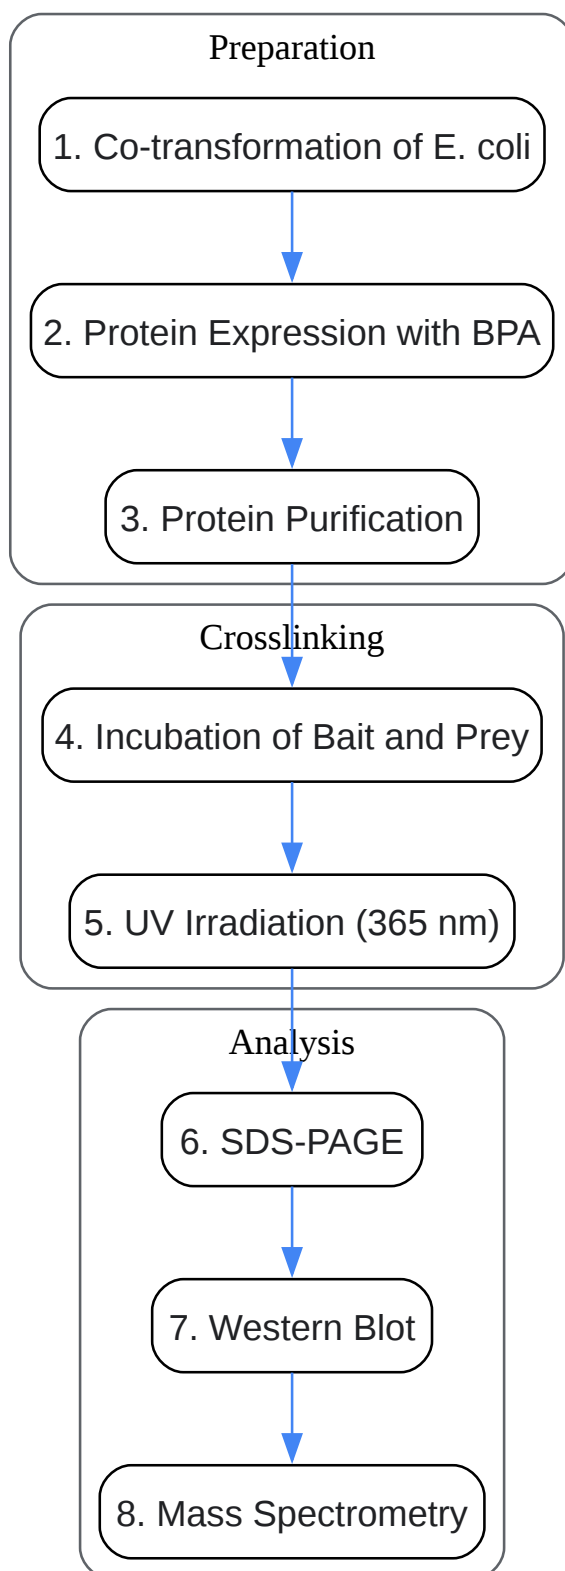 Preparation
1. Co-transformation of E. coli
2. Protein Expression with BPA
3. Protein Purification
Crosslinking
4. Incubation of Bait and Prey
5. UV Irradiation (365 nm)
Analysis
6. SDS-PAGE
7. Western Blot
8. Mass Spectrometry